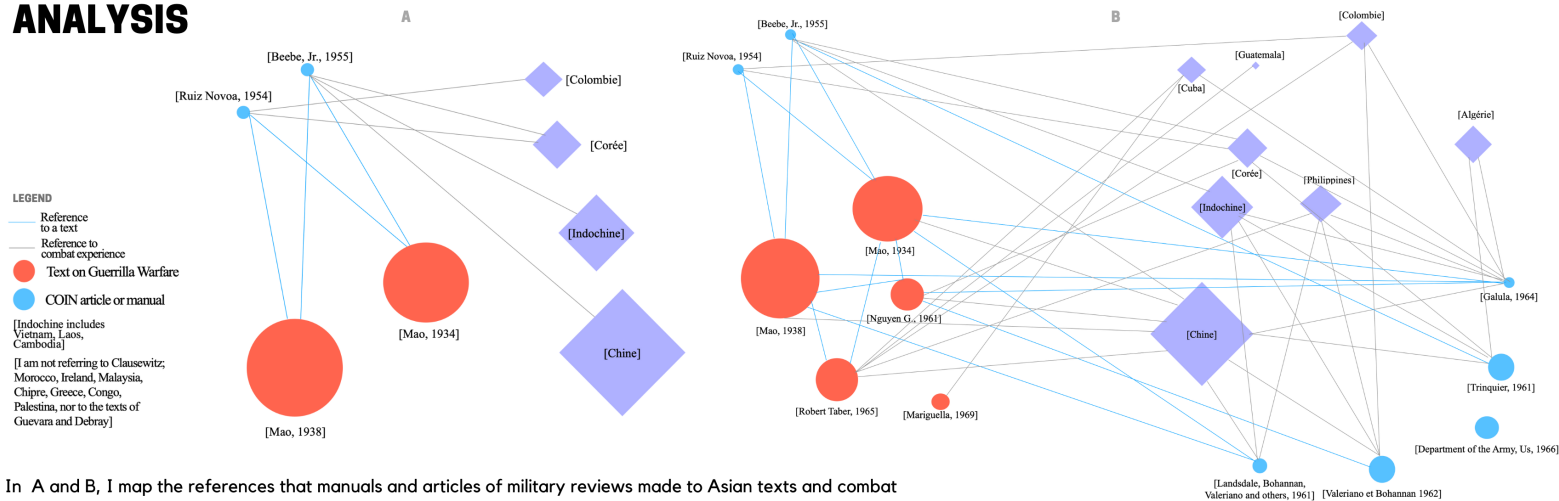 ANALYSIS
A
[Beebe, Jr., 1955]
[Ruiz Novoa, 1954]
[Colombie]
[Corée]
[Indochine]
[Chine]
[Mao, 1934]
[Mao, 1938]
LEGEND
Reference
to a text
Reference to
combat experience
Text on Guerrilla Warfare
COIN article or manual
[Indochine includes
Vietnam, Laos,
Cambodia]
[I am not referring to Clausewitz;
Morocco, Ireland, Malaysia,
Chipre, Greece, Congo,
Palestina, nor to the texts of
Guevara and Debray]
B
[Beebe, Jr., 1955]
[Ruiz Novoa, 1954]
[Colombie]
[Guatemala]
[Cuba]
[Algérie]
[Corée]
[Philippines]
[Indochine]
[Mao, 1934]
[Galula, 1964]
[Nguyen G., 1961]
[Mao, 1938]
[Chine]
[Trinquier, 1961]
[Robert Taber, 1965]
[Mariguella, 1969]
[Department of the Army, Us, 1966]
[Landsdale, Bohannan,
Valeriano and others, 1961]
[Valeriano et Bohannan 1962]
In A and B, I map the references that manuals and articles of military reviews made to Asian texts and combat